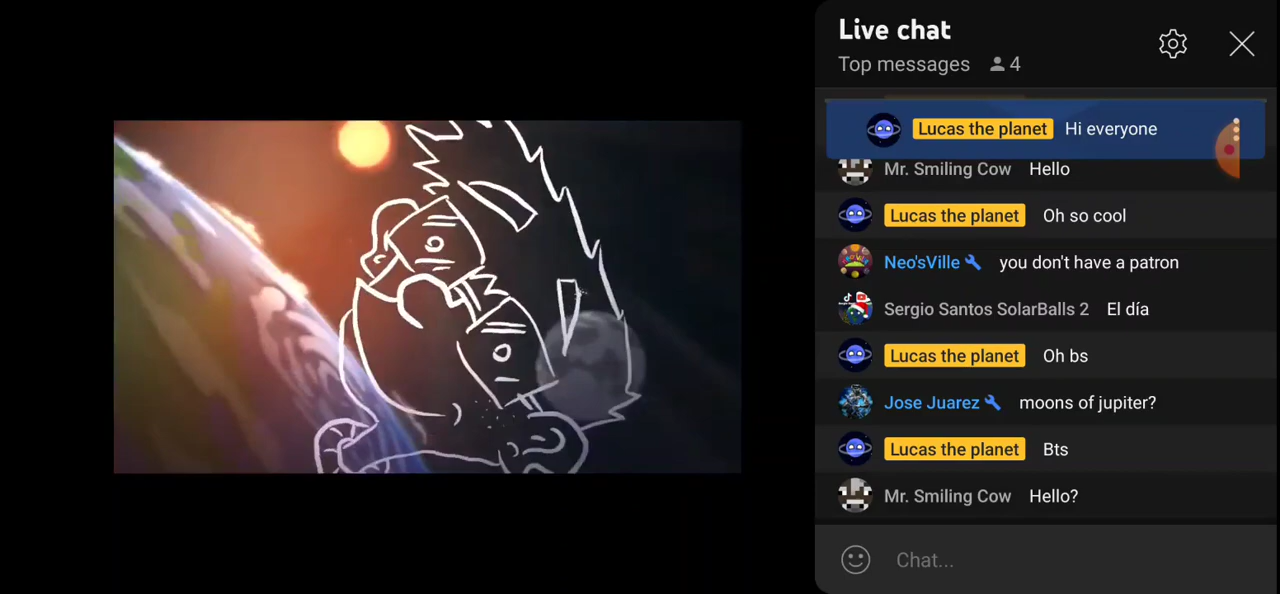 Live chat
Top messages 4
Lucas the planet Hi everyone
Mr. Smiling Cow Hello
Lucas the planet Oh so cool
Neo'sVille you don't have a patron
Sergio Santos SolarBalls 2 El día
Lucas the planet Oh bs
Jose Juarez moons of jupiter?
Lucas the planet Bts
Mr. Smiling Cow Hello?
Chat...